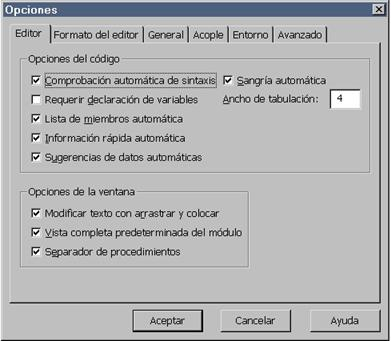 Opciones
Editor Formato del editor General Acople Entorno Avanzado
Opciones del código
Comprobación automática de sintaxis Sangría automática
Requerir declaración de variables Ancho de tabulación: 4
Lista de miembros automática
Información rápida automática
Sugerencias de datos automáticas
Opciones de la ventana
Modificar texto con arrastrar y colocar
Vista completa predeterminada del módulo
Separador de procedimientos
Aceptar Cancelar Ayuda